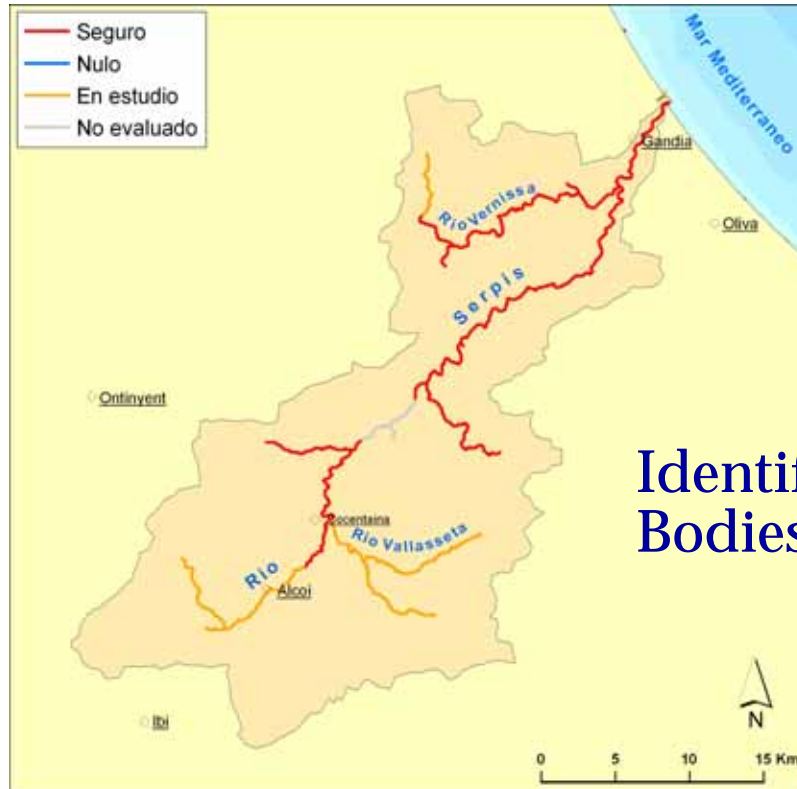 Seguro
Nulo
En estudio
No evaluado
Mar Mediterraneo
Gandia
Rio Vernissa
Oliva
Serpis
Ontinyent
Identif
Bodies
Cocentaina
Rio Vallasseta
Rio
Alcoi
Ibi
N
0 5 10 15 Km